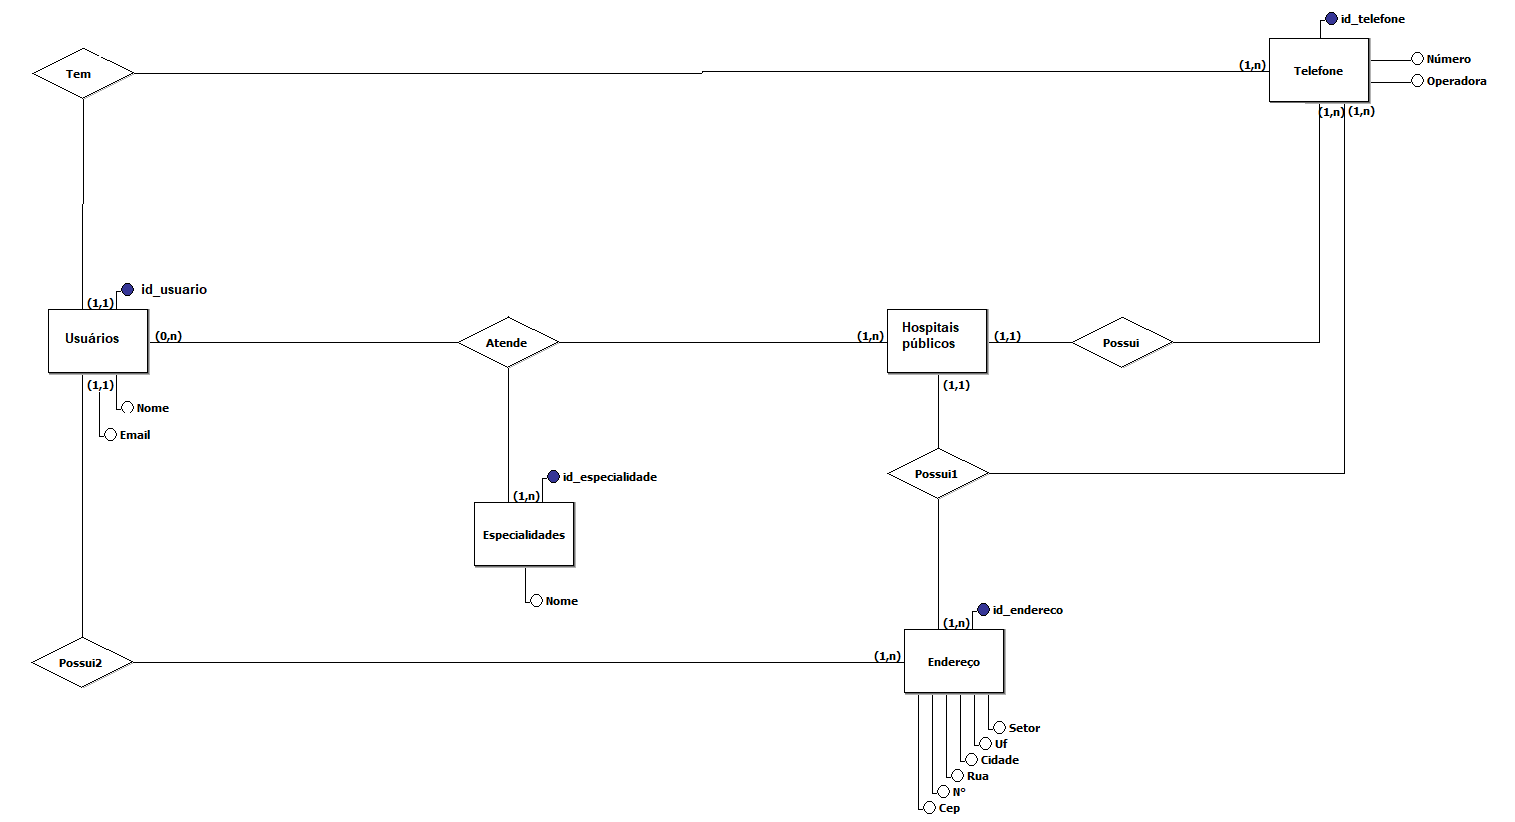 id_telefone
Tem
(1,n)
Telefone
Número
Operadora
(1,n)
(1,n)
id_usuario
(1,1)
Usuários
(0,n)
Atende
(1,n)
Hospitais
públicos
(1,1)
Possui
(1,1)
(1,1)
Nome
Email
Possui1
id_especialidade
(1,n)
Especialidades
Nome
id_endereco
(1,n)
Possui2
(1,n)
Endereço
Setor
Uf
Cidade
Rua
N°
Cep